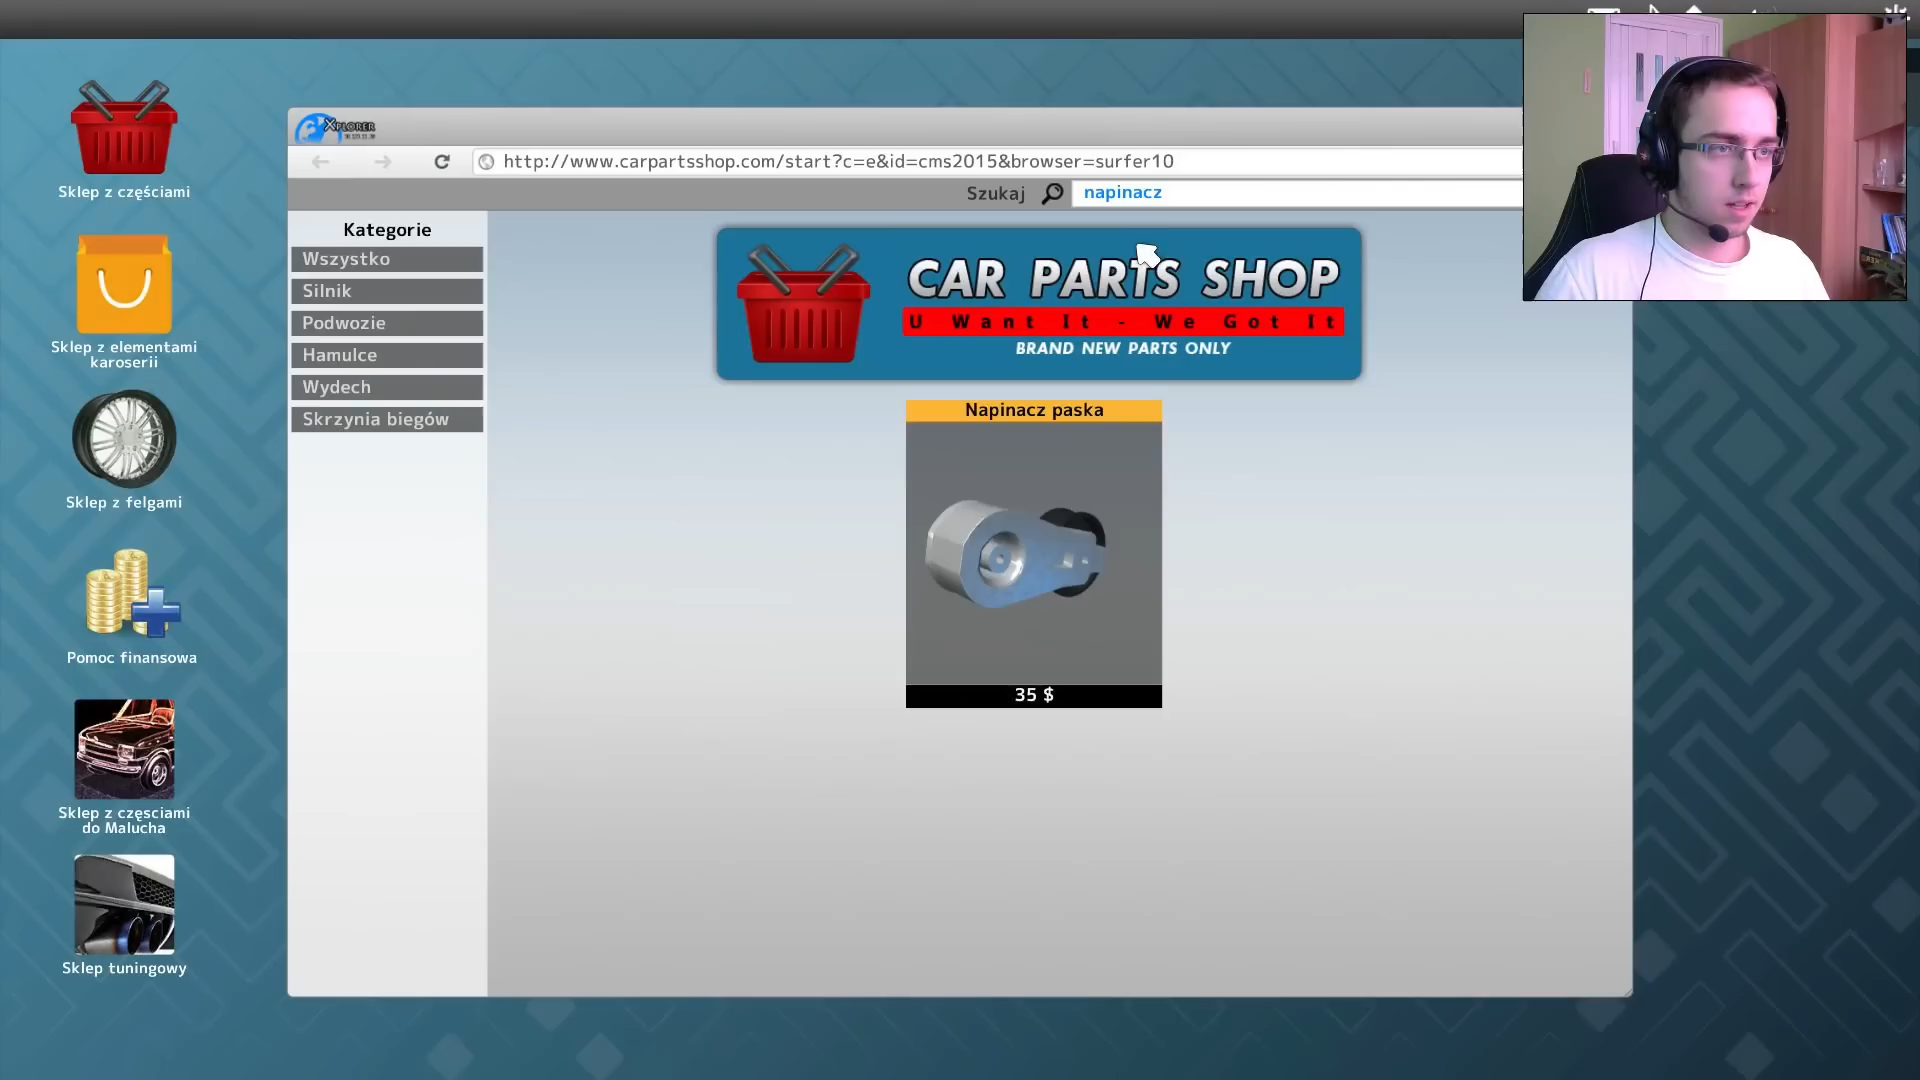 Sklep z częściami
Sklep z elementami
karoserii
Sklep z felgami
Pomoc finansowa
Sklep z częsciami
do Malucha
Sklep tuningowy
XPLORER
http://www.carpartsshop.com/start?c=e&id=cms2015&browser=surfer10
Szukaj napinacz
Kategorie
Wszystko
Silnik
Podwozie
Hamulce
Wydech
Skrzynia biegów
CAR PARTS SHOP
U Want It - We Got It
BRAND NEW PARTS ONLY
Napinacz paska
35 $